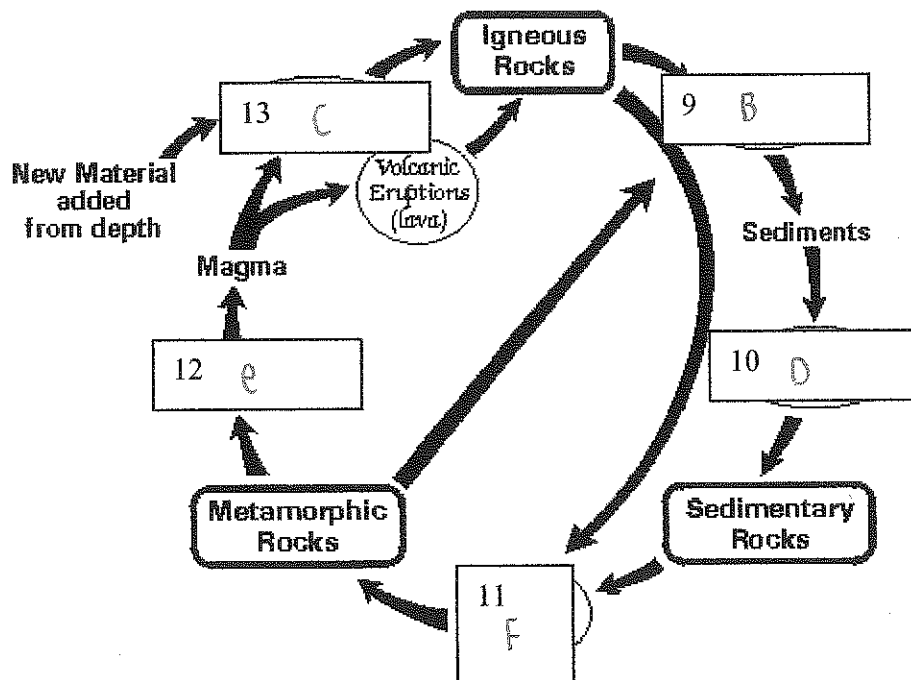 Igneous
Rocks
13 C
9 B
New Material
added
from depth
Volcanic
Eruptions
(lava)
Sediments
Magma
12 e
10 D
Metamorphic
Rocks
Sedimentary
Rocks
11
F